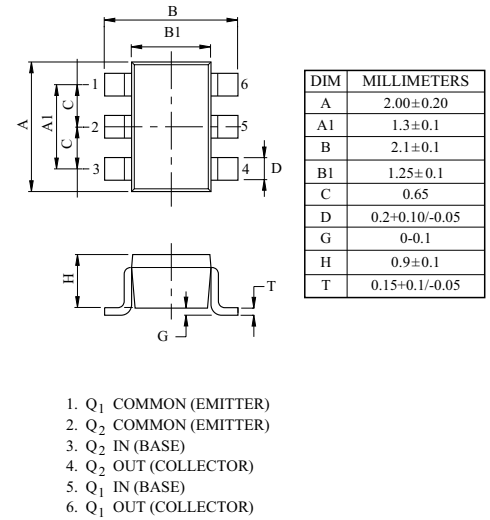 B
B1
1
6
A
A1
C
2
5
C
3
4
D
H
T
G
DIM MILLIMETERS
A 2.00±0.20
A1 1.3±0.1
B 2.1±0.1
B1 1.25±0.1
C 0.65
D 0.2+0.10/-0.05
G 0-0.1
H 0.9±0.1
T 0.15+0.1/-0.05
1. Q1 COMMON (EMITTER)
2. Q2 COMMON (EMITTER)
3. Q2 IN (BASE)
4. Q2 OUT (COLLECTOR)
5. Q1 IN (BASE)
6. Q1 OUT (COLLECTOR)